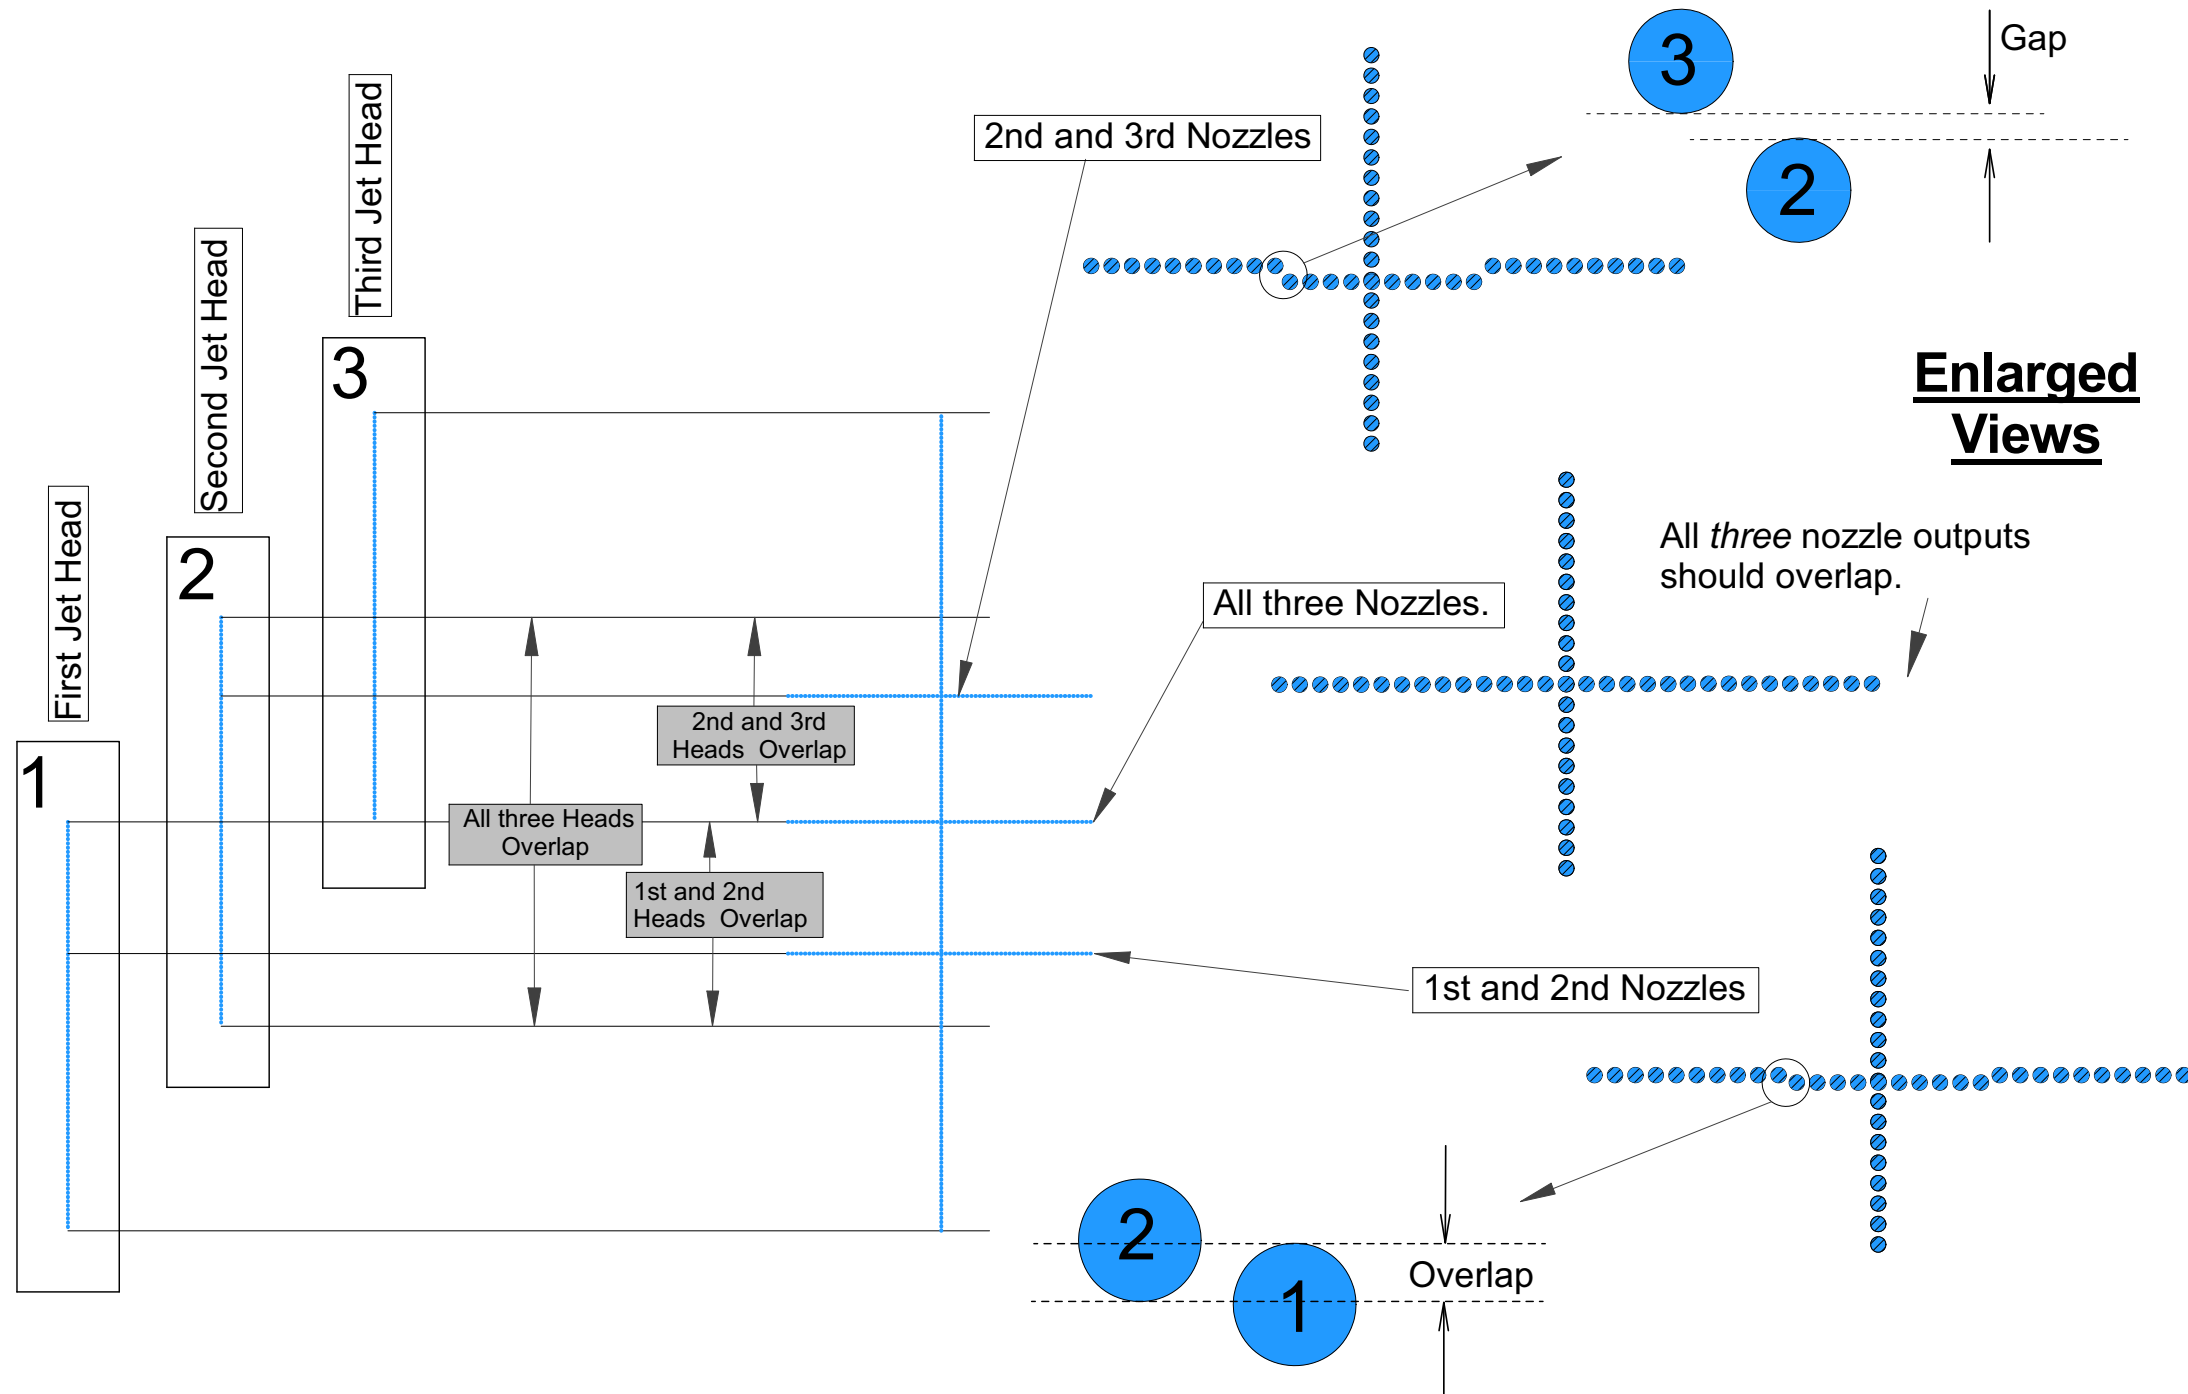 First Jet Head
1
Second Jet Head
2
Third Jet Head
3
2nd and 3rd Nozzles
3
2
Gap
Enlarged
Views
All three nozzle outputs
should overlap.
All three Nozzles.
2nd and 3rd
Heads Overlap
All three Heads
Overlap
1st and 2nd
Heads Overlap
1st and 2nd Nozzles
2
1
Overlap